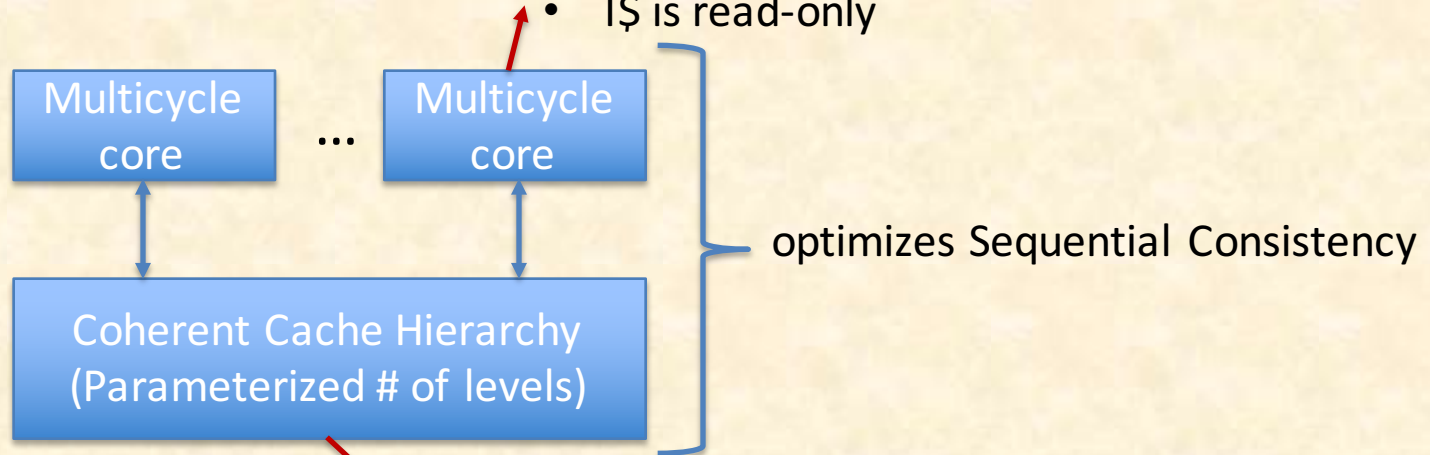 • I$ is read-only
Multicycle
core
...
Multicycle
core
optimizes Sequential Consistency
Coherent Cache Hierarchy
(Parameterized # of levels)